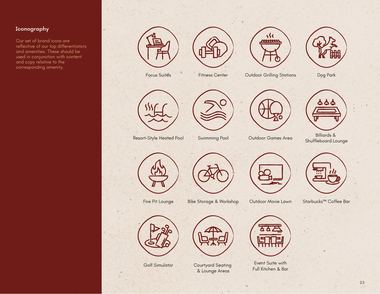 Iconography
Our set of brand icons are
reflective of our top differentiators
and amenities. These should be
used in conjunction with content
and copy relative to the
corresponding amenity.
Focus Suites
Fitness Center
Outdoor Grilling Stations
Dog Park
Resort-Style Heated Pool
Swimming Pool
Outdoor Games Area
Billiards &
Shuffleboard Lounge
Fire Pit Lounge
Bike Storage & Workshop
Outdoor Movie Lawn
Starbucks™ Coffee Bar
Golf Simulator
Courtyard Seating
& Lounge Areas
Event Suite with
Full Kitchen & Bar
23